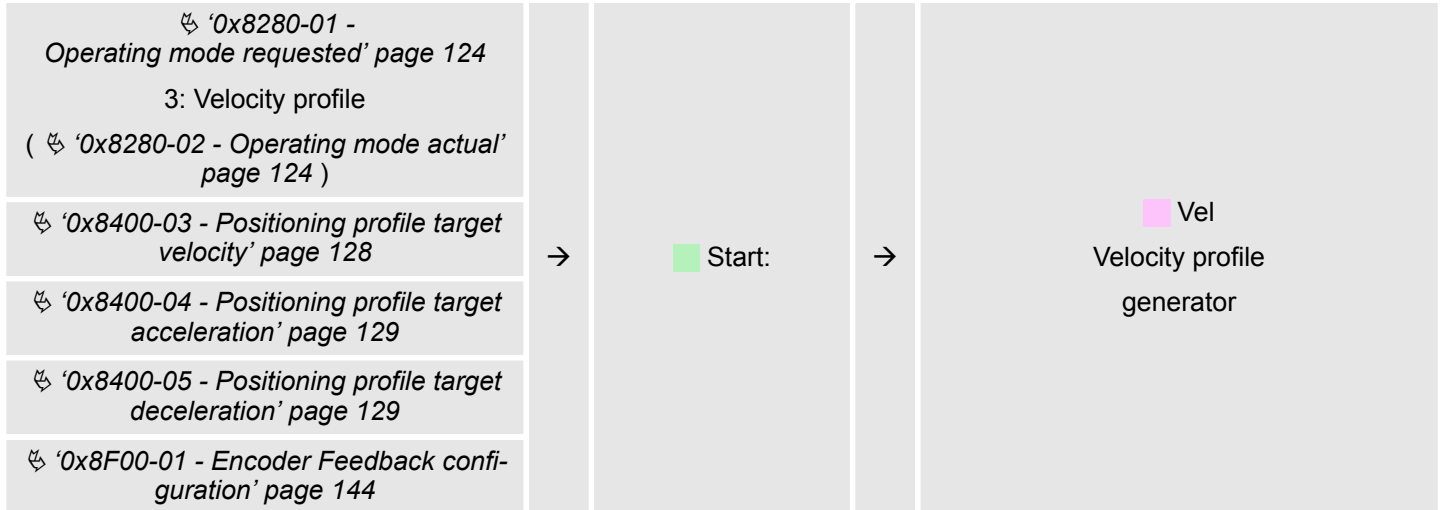 ↳ '0x8280-01 -
Operating mode requested' page 124
3: Velocity profile
( ↳ '0x8280-02 - Operating mode actual'
page 124 )
↳ '0x8400-03 - Positioning profile target
velocity' page 128
↳ '0x8400-04 - Positioning profile target
acceleration' page 129
↳ '0x8400-05 - Positioning profile target
deceleration' page 129
↳ '0x8F00-01 - Encoder Feedback confi-
guration' page 144
→
Start:
→
Vel
Velocity profile
generator